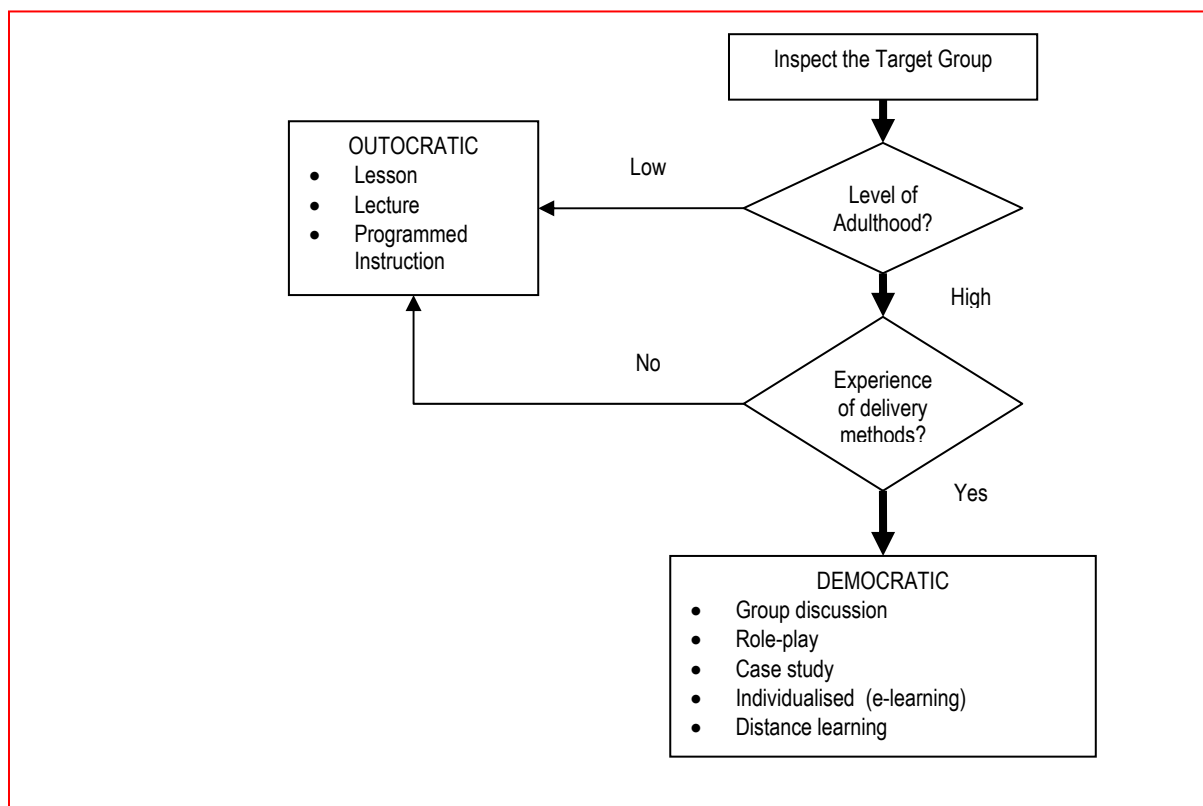 Inspect the Target Group
OUTOCRATIC
• Lesson
• Lecture
• Programmed
Instruction
Low
Level of
Adulthood?
High
No
Experience
of delivery
methods?
Yes
DEMOCRATIC
• Group discussion
• Role-play
• Case study
• Individualised (e-learning)
• Distance learning